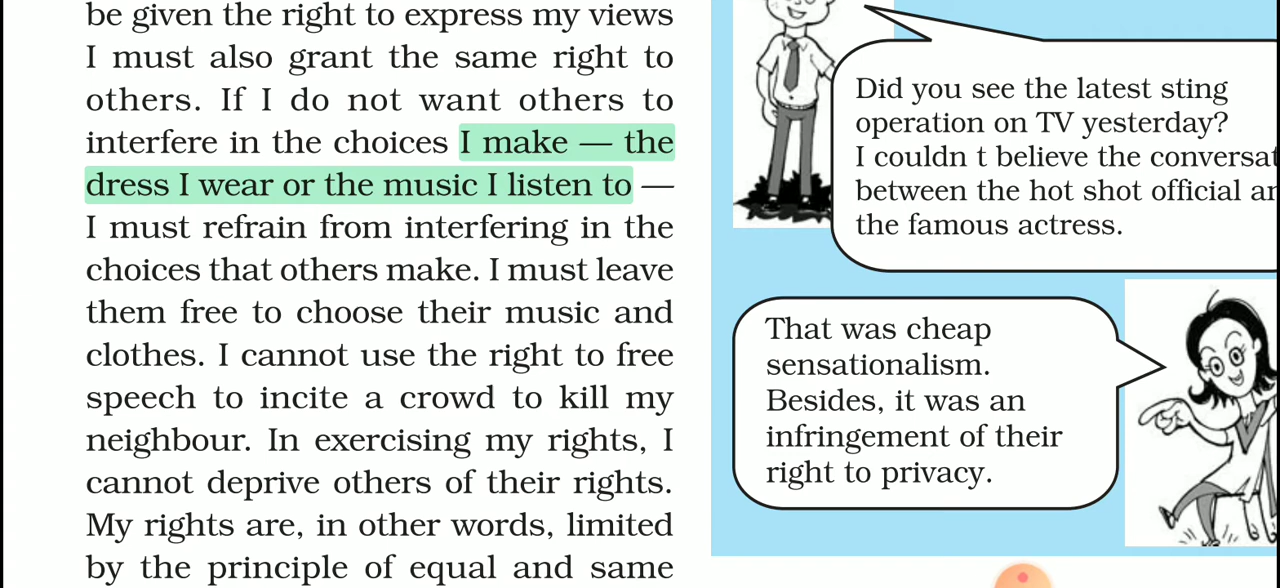 be given the right to express my views
I must also grant the same right to
others. If I do not want others to
interfere in the choices I make — the
dress I wear or the music I listen to —
I must refrain from interfering in the
choices that others make. I must leave
them free to choose their music and
clothes. I cannot use the right to free
speech to incite a crowd to kill my
neighbour. In exercising my rights, I
cannot deprive others of their rights.
My rights are, in other words, limited
by the principle of equal and same
Did you see the latest sting
operation on TV yesterday?
I couldn t believe the
between the hot shot official
the famous actress.
That was cheap
sensationalism.
Besides, it was an
infringement of their
right to privacy.